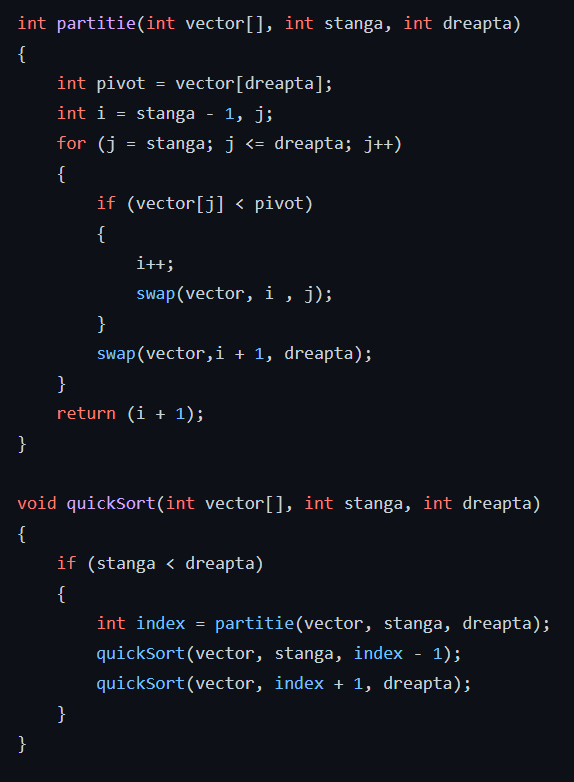 int partitie(int vector[], int stanga, int dreapta)
{
    int pivot = vector[dreapta];
    int i = stanga - 1, j;
    for (j = stanga; j <= dreapta; j++)
    {
        if (vector[j] < pivot)
        {
            i++;
            swap(vector, i , j);
        }
        swap(vector,i + 1, dreapta);
    }
    return (i + 1);
}

void quickSort(int vector[], int stanga, int dreapta)
{
    if (stanga < dreapta)
    {
        int index = partitie(vector, stanga, dreapta);
        quickSort(vector, stanga, index - 1);
        quickSort(vector, index + 1, dreapta);
    }
}